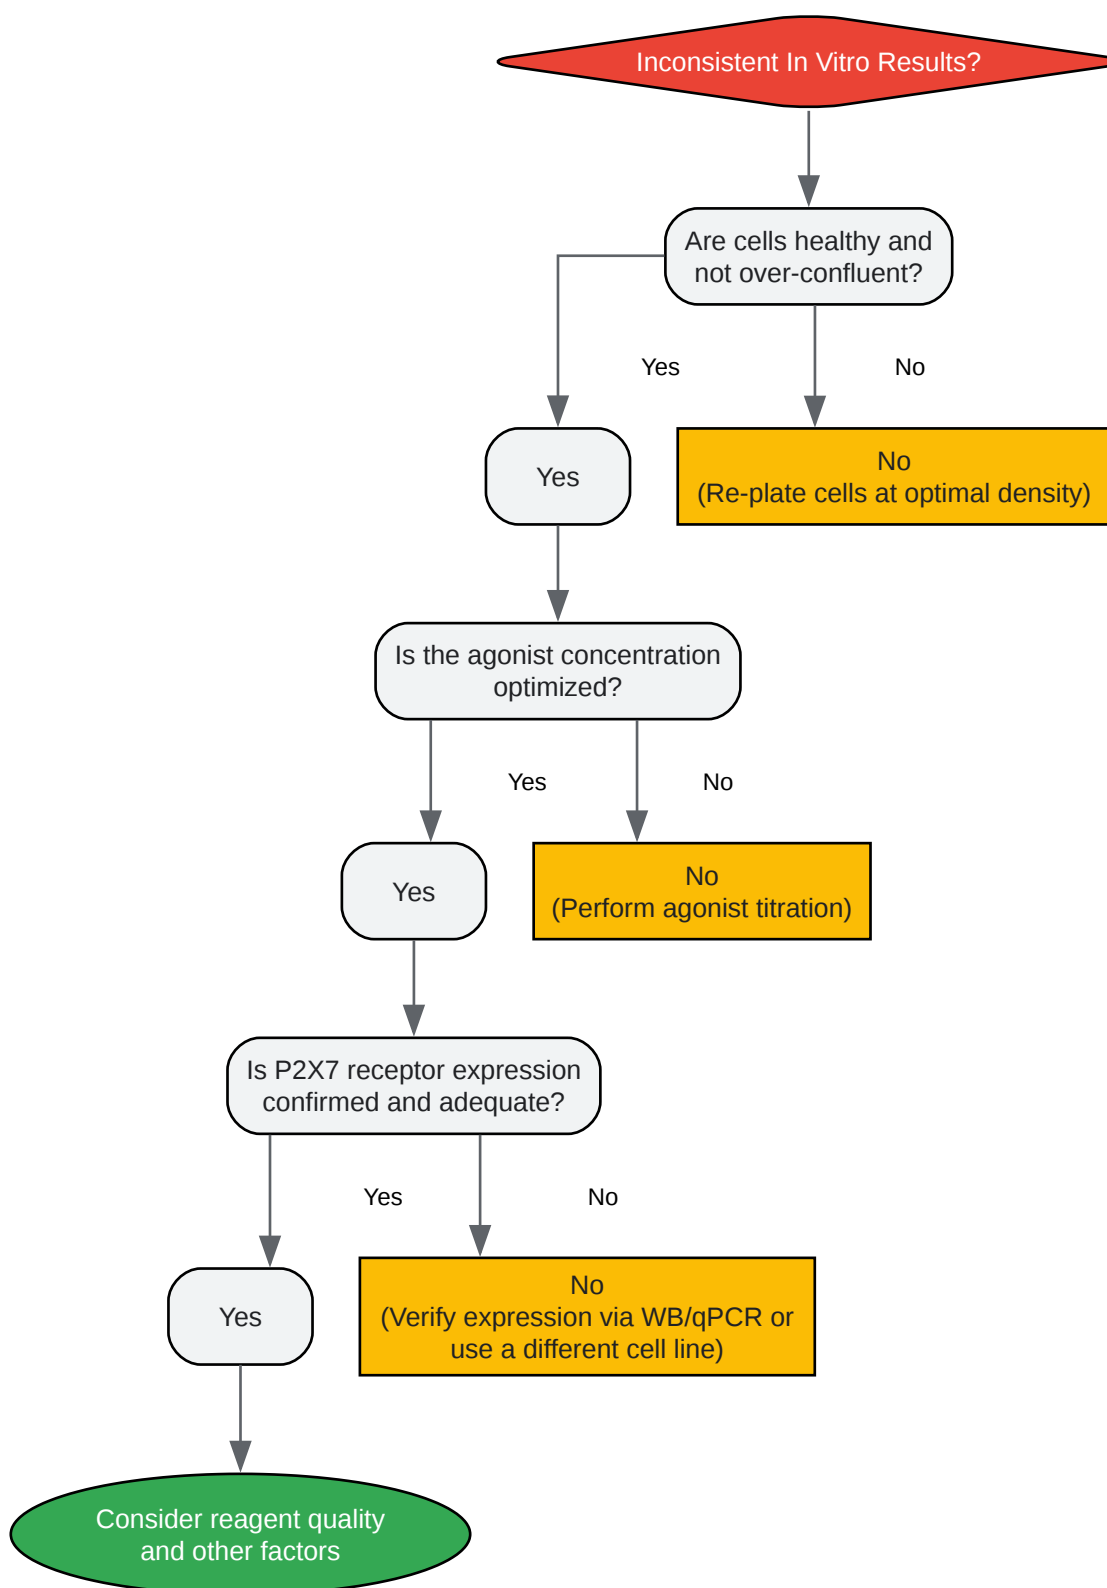 Inconsistent In Vitro Results?
Are cells healthy and
not over-confluent?
Yes
No
Yes
No
(Re-plate cells at optimal density)
Is the agonist concentration
optimized?
Yes
No
Yes
No
(Perform agonist titration)
Is P2X7 receptor expression
confirmed and adequate?
Yes
No
Yes
No
(Verify expression via WB/qPCR or
use a different cell line)
Consider reagent quality
and other factors